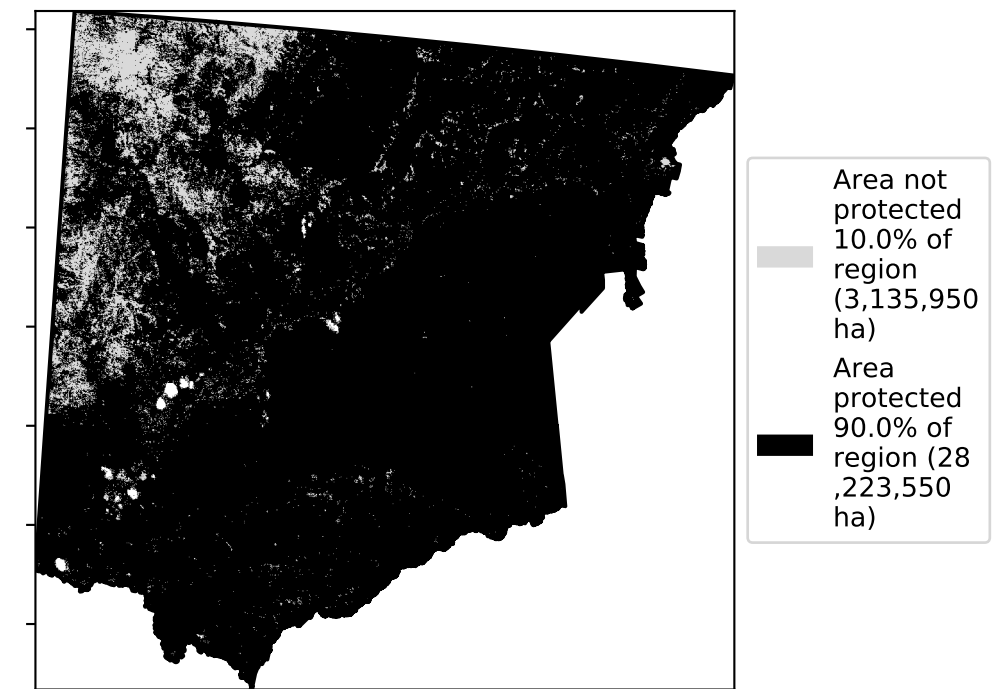 Area not
protected
10.0% of
region
(3,135,950
ha)
Area
protected
90.0% of
region (28
,223,550
ha)